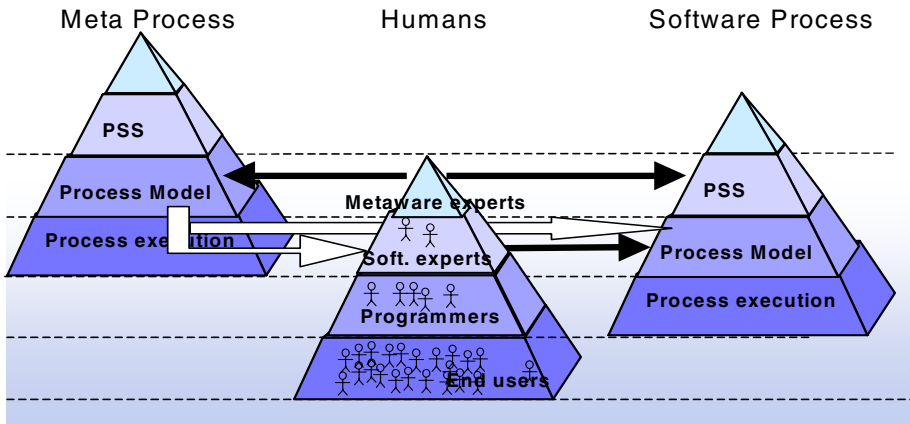 Meta Process
Humans
Software Process
PSS
Process Model
Process execution
Metaware experts
Soft. experts
Programmers
End users
PSS
Process Model
Process execution